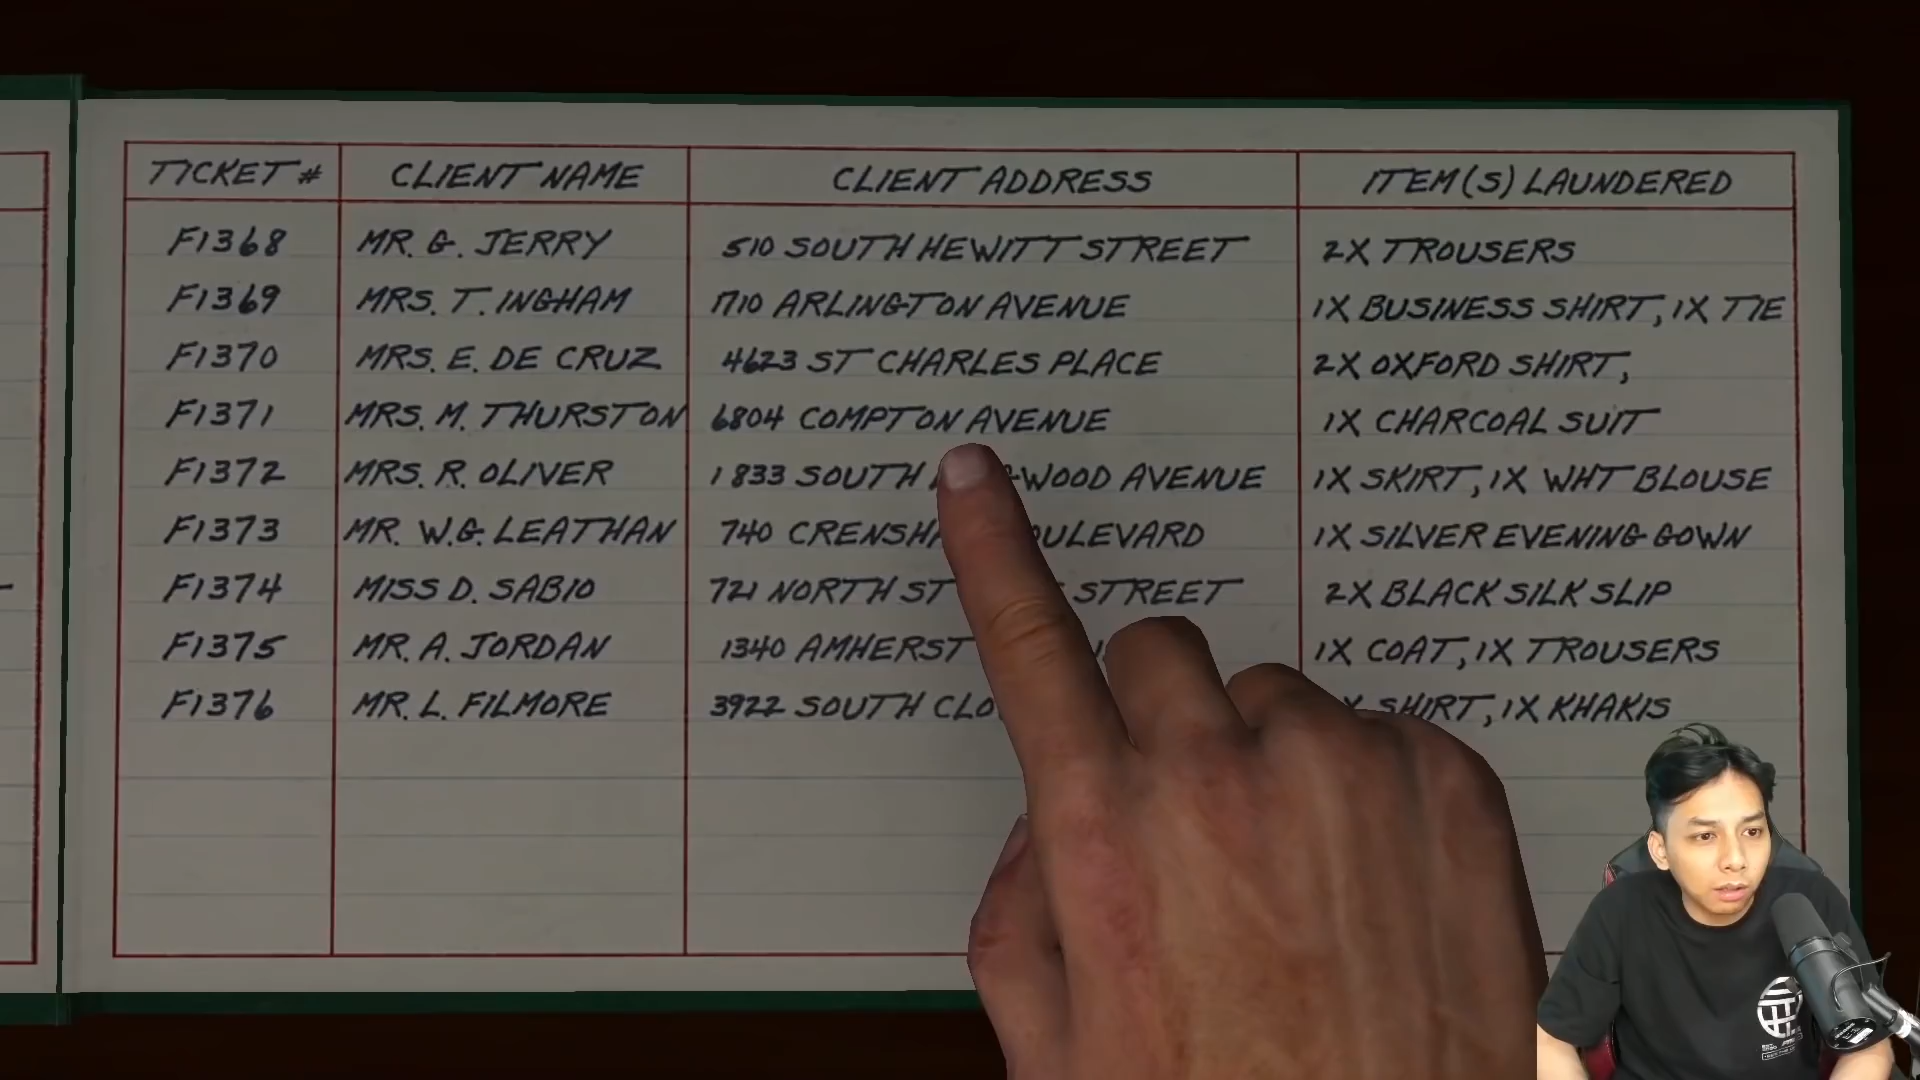 TICKET # CLIENT NAME CLIENT ADDRESS ITEM(S) LAUNDERED
F1368 MR. G. JERRY 510 SOUTH HEWITT STREET 2X TROUSERS
F1369 MRS. T. INGHAM 1710 ARLINGTON AVENUE 1X BUSINESS SHIRT, 1X TIE
F1370 MRS. E. DE CRUZ 4623 ST CHARLES PLACE 2X OXFORD SHIRT,
F1371 MRS. M. THURSTON 6804 COMPTON AVENUE 1X CHARCOAL SUIT
F1372 MRS. R. OLIVER 1833 SOUTH AVENUE 1X SKIRT, 1X WHT BLOUSE
F1373 MR. W.G. LEATHAN 740 1X SILVER EVENING GOWN
F1374 MISS D. SABIO 721 NORTH STREET 2X BLACK SILK SLIP
F1375 MR. A. JORDAN 1340 AMHERST 1X COAT, 1X TROUSERS
F1376 MR. L. FILMORE 3922 SOUTH SHIRT, 1X KHAKIS